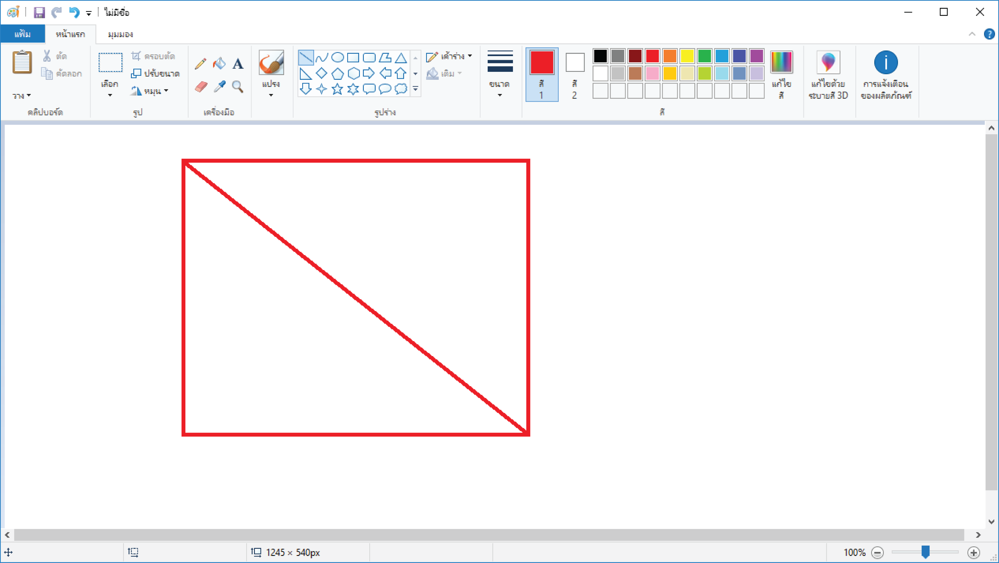 ไม่มีชื่อ
แฟ้ม หน้าแรก มุมมอง
วาง
ตัด
คัดลอก
คลิปบอร์ด
เลือก
ครอบตัด
ปรับขนาด
หมุน
รูป
A
เครื่องมือ
แปรง
เค้าร่าง
เติม
รูปร่าง
ขนาด
สี
1
สี
2
แก้ไข
สี
สี
แก้ไขด้วย
ระบายสี 3D
การแจ้งเตือน
ของผลิตภัณฑ์
1245 × 540px
100%